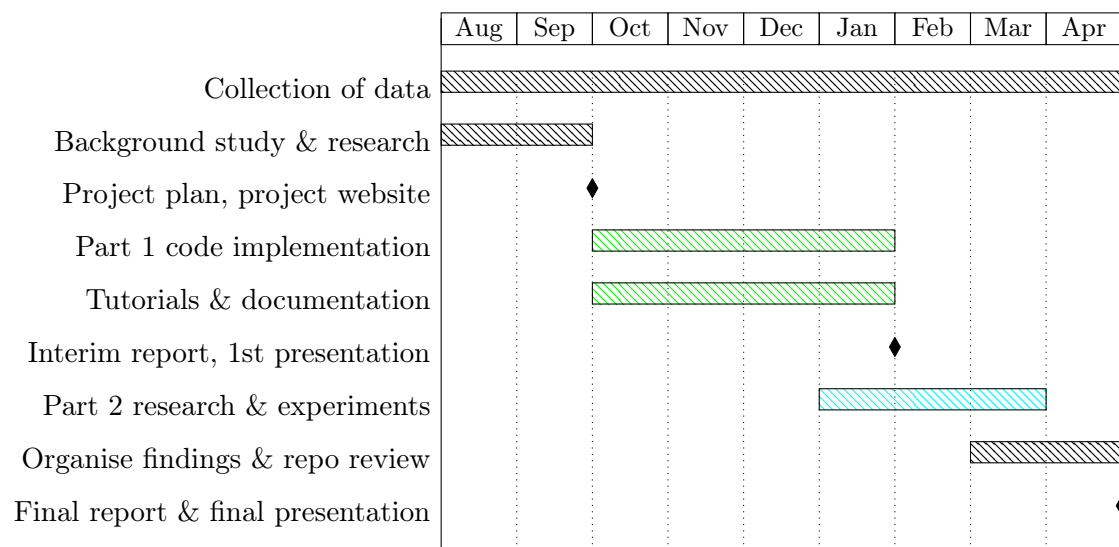 Aug Sep Oct Nov Dec Jan Feb Mar Apr
Collection of data
Background study & research
Project plan, project website
Part 1 code implementation
Tutorials & documentation
Interim report, 1st presentation
Part 2 research & experiments
Organise findings & repo review
Final report & final presentation